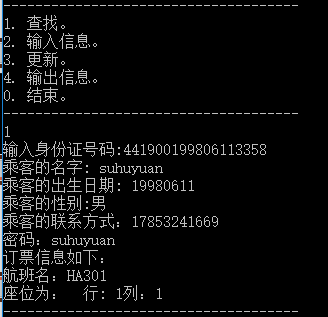 --------------------------------------
1. 查找。
2. 输入信息。
3. 更新。
4. 输出信息。
0. 结束。
--------------------------------------
1
输入身份证号码:441900199806113358
乘客的名字: suhuyuan
乘客的出生日期: 19980611
乘客的性别:男
乘客的联系方式: 17853241669
密码: suhuyuan
订票信息如下:
航班名: HA301
座位为:  行: 1列: 1
--------------------------------------